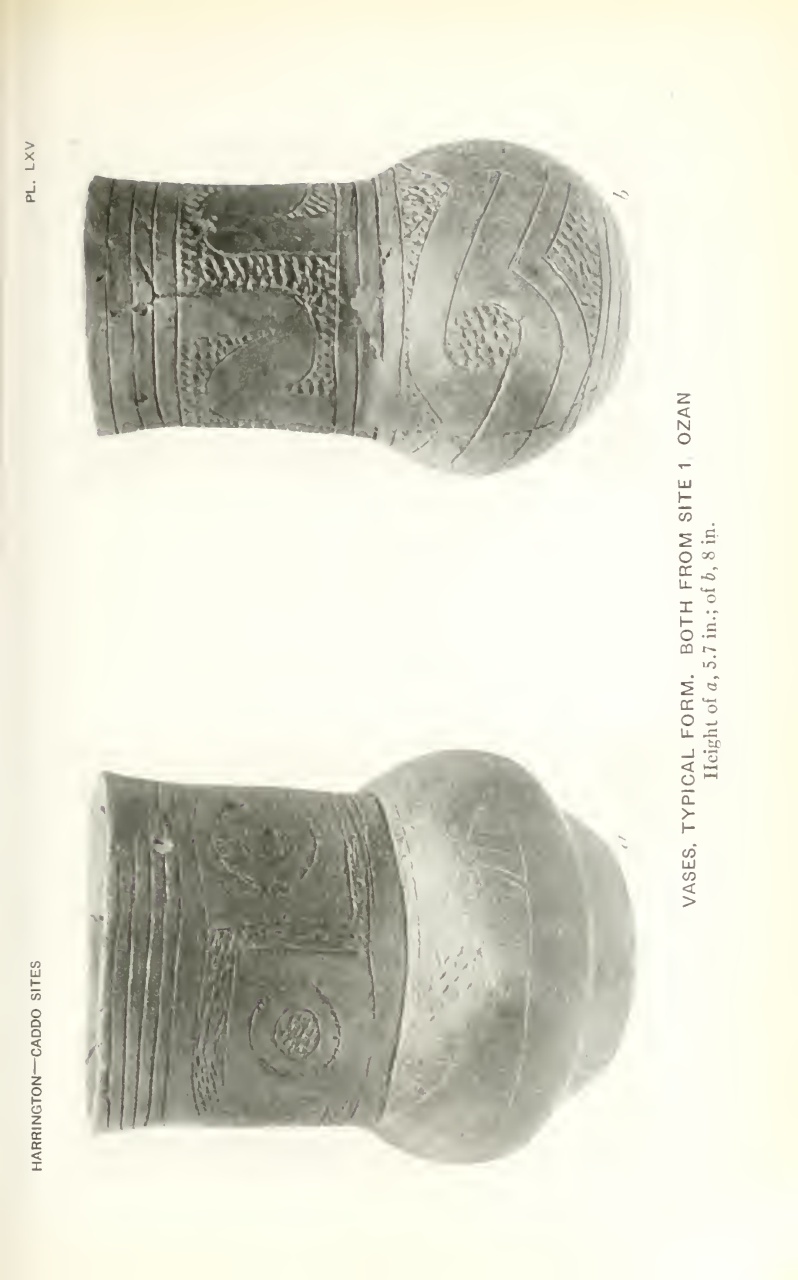 HARRINGTON—CADDO SITES
PL. LXV
a
b
VASES, TYPICAL FORM. BOTH FROM SITE 1, OZAN
Height of a, 5.7 in.; of b, 8 in.